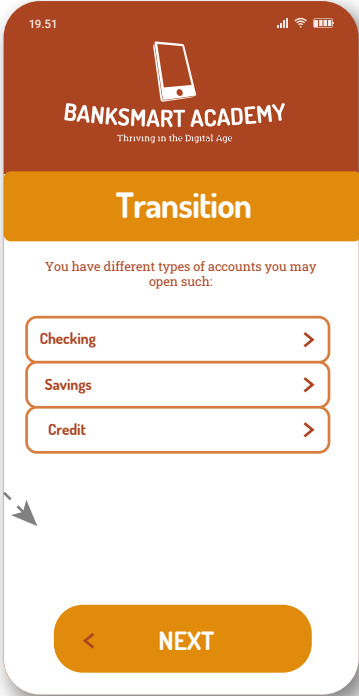 19.51
BANKSMART ACADEMY
Thriving in the Digital Age
Transition
You have different types of accounts you may
open such:
Checking
Savings
Credit
NEXT